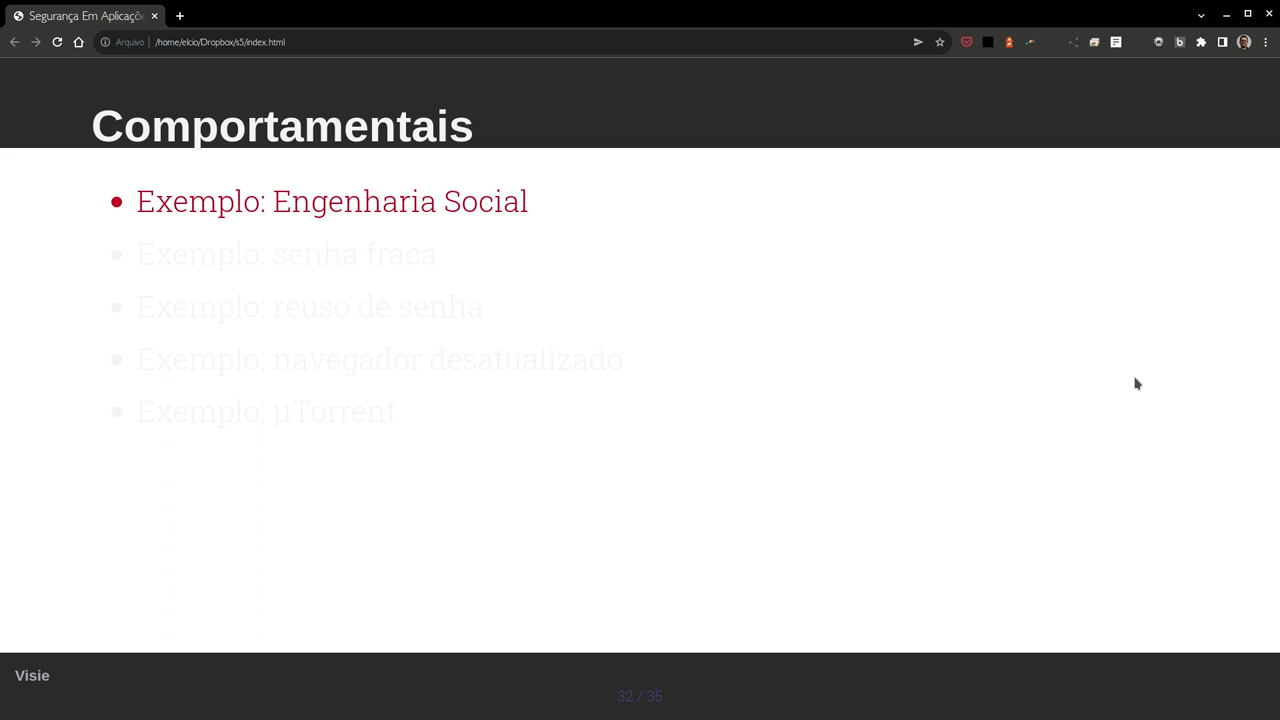 Segurança Em Aplicaçõe
Arquivo
/home/elcio/Dropbox/s5/index.html
Comportamentais
Exemplo: Engenharia Social
Exemplo: senha fraca
Exemplo: reuso de senha
Exemplo: navegador desatualizado
Exemplo: µTorrent
Visie
32 / 35